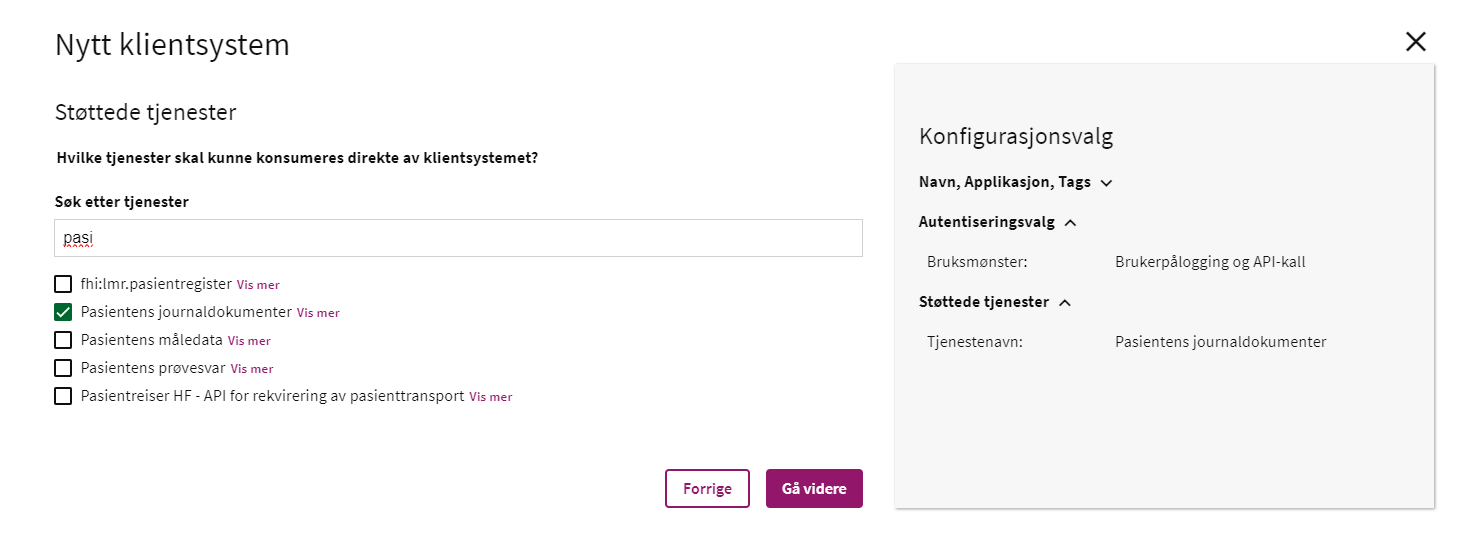 Nytt klientsystem
Støttede tjenester
Hvilke tjenester skal kunne konsumeres direkte av klientsystemet?
Søk etter tjenester
pasi
fhi:lmr.pasientregister Vis mer
Pasientens journaldokumenter Vis mer
Pasientens måledata Vis mer
Pasientens prøvesvar Vis mer
Pasientreiser HF - API for rekvirering av pasienttransport Vis mer
Forrige Gå videre
Konfigurasjonsvalg
Navn, Applikasjon, Tags
Autentiseringsvalg
Bruksmønster: Brukerpålogging og API-kall
Støttede tjenester
Tjenestenavn: Pasientens journaldokumenter